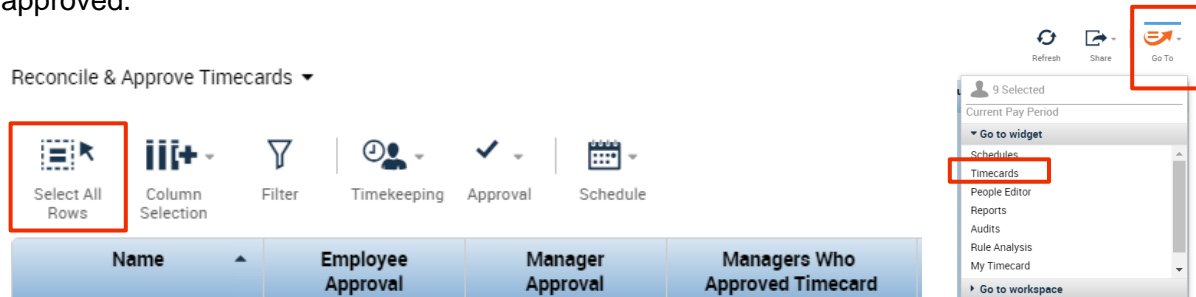 approved.
Reconcile & Approve Timecards
Select All
Rows
Column
Selection
Filter
Timekeeping
Approval
Schedule
Name
Employee
Approval
Manager
Approval
Managers Who
Approved Timecard
Refresh
Share
Go To
9 Selected
Current Pay Period
Go to widget
Schedules
Timecards
People Editor
Reports
Audits
Rule Analysis
My Timecard
Go to workspace